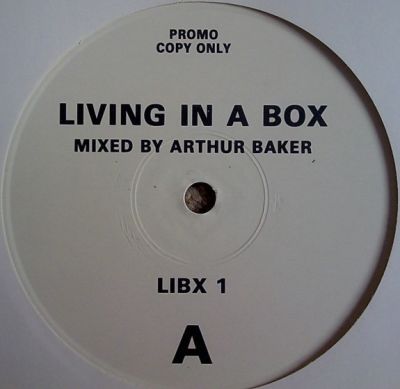 PROMO
COPY ONLY
LIVING IN A BOX
MIXED BY ARTHUR BAKER
LIBX 1
A